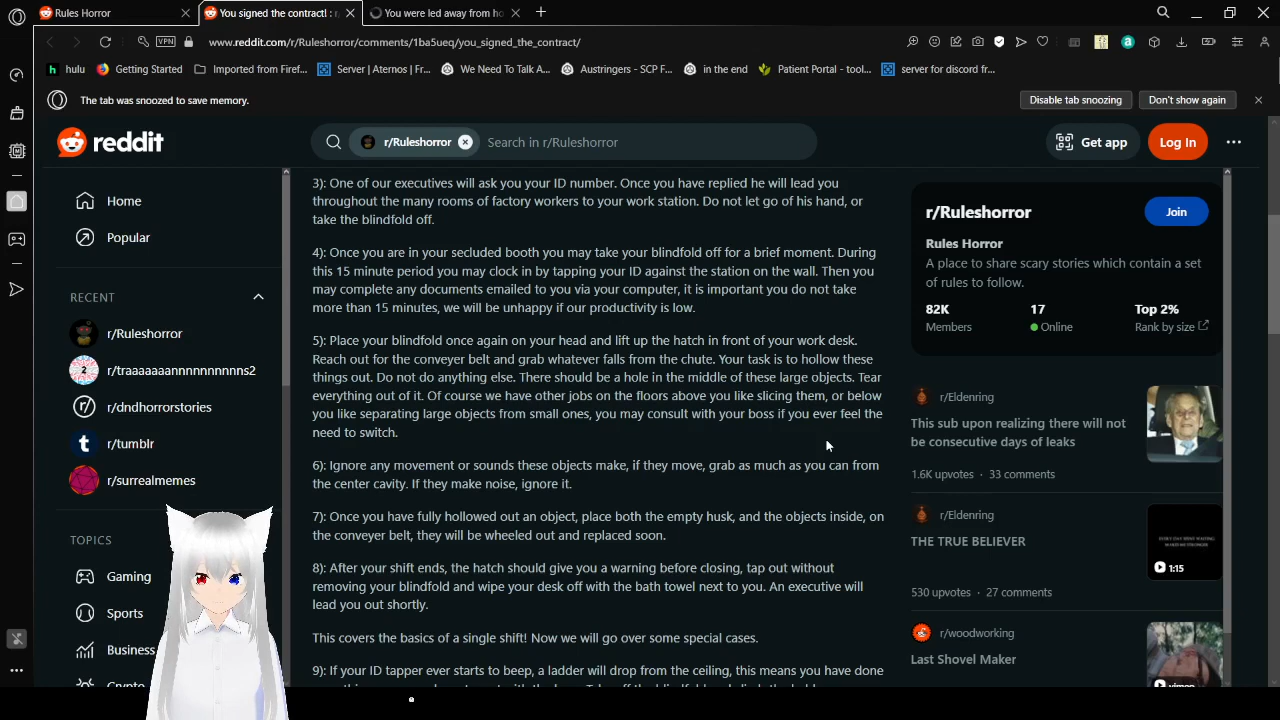 Rules Horror
You signed the contract! : r
You were led away from ho
VPN
www.reddit.com/r/Ruleshorror/comments/1ba5ueq/you_signed_the_contract/
hulu
Getting Started
Imported from Firef...
Server | Aternos | Fr...
We Need To Talk A...
Austringers - SCP F...
in the end
Patient Portal - tool...
server for discord fr...
The tab was snoozed to save memory.
Disable tab snoozing
Don't show again
reddit
r/Ruleshorror
Search in r/Ruleshorror
Get app
Log In
Home
Popular
RECENT
r/Ruleshorror
r/traaaaaaannnnnnnnnns2
r/dndhorrorstories
r/tumblr
r/surrealmemes
TOPICS
Gaming
Sports
Business
Crypto
3): One of our executives will ask you your ID number. Once you have replied he will lead you
throughout the many rooms of factory workers to your work station. Do not let go of his hand, or
take the blindfold off.
4): Once you are in your secluded booth you may take your blindfold off for a brief moment. During
this 15 minute period you may clock in by tapping your ID against the station on the wall. Then you
may complete any documents emailed to you via your computer, it is important you do not take
more than 15 minutes, we will be unhappy if our productivity is low.
5): Place your blindfold once again on your head and lift up the hatch in front of your work desk.
Reach out for the conveyer belt and grab whatever falls from the chute. Your task is to hollow these
things out. Do not do anything else. There should be a hole in the middle of these large objects. Tear
everything out of it. Of course we have other jobs on the floors above you like slicing them, or below
you like separating large objects from small ones, you may consult with your boss if you ever feel the
need to switch.
6): Ignore any movement or sounds these objects make, if they move, grab as much as you can from
the center cavity. If they make noise, ignore it.
7): Once you have fully hollowed out an object, place both the empty husk, and the objects inside, on
the conveyer belt, they will be wheeled out and replaced soon.
8): After your shift ends, the hatch should give you a warning before closing, tap out without
removing your blindfold and wipe your desk off with the bath towel next to you. An executive will
lead you out shortly.
This covers the basics of a single shift! Now we will go over some special cases.
9): If your ID tapper ever starts to beep, a ladder will drop from the ceiling, this means you have done
r/Ruleshorror
Join
Rules Horror
A place to share scary stories which contain a set
of rules to follow.
82K
17
Top 2%
Members
Online
Rank by size
r/Eldenring
This sub upon realizing there will not
be consecutive days of leaks
1.6K upvotes · 33 comments
r/Eldenring
THE TRUE BELIEVER
1:15
530 upvotes · 27 comments
r/woodworking
Last Shovel Maker